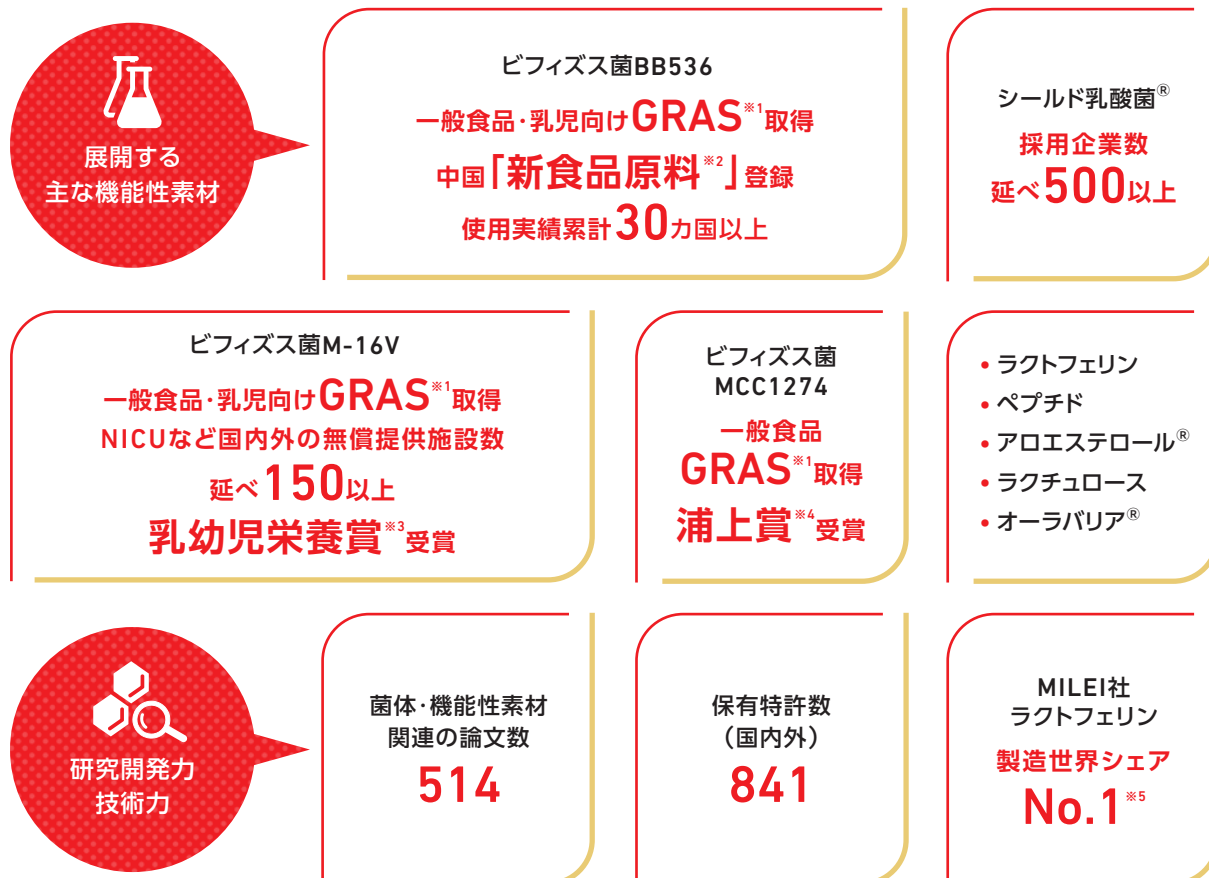 展開する
主な機能性素材
ビフィズス菌BB536
一般食品・乳児向けGRAS※1取得
中国「新食品原料※2」登録
使用実績累計30カ国以上
シールド乳酸菌®
採用企業数
延べ500以上
ビフィズス菌M-16V
一般食品・乳児向けGRAS※1取得
NICUなど国内外の無償提供施設数
延べ150以上
乳幼児栄養賞※3受賞
ビフィズス菌
MCC1274
一般食品
GRAS※1取得
浦上賞※4受賞
• ラクトフェリン
• ペプチド
• アロエステロール®
• ラクチュロース
• オーラバリア®
研究開発力
技術力
菌体・機能性素材
関連の論文数
514
保有特許数
（国内外）
841
MILEI社
ラクトフェリン
製造世界シェア
No.1※5